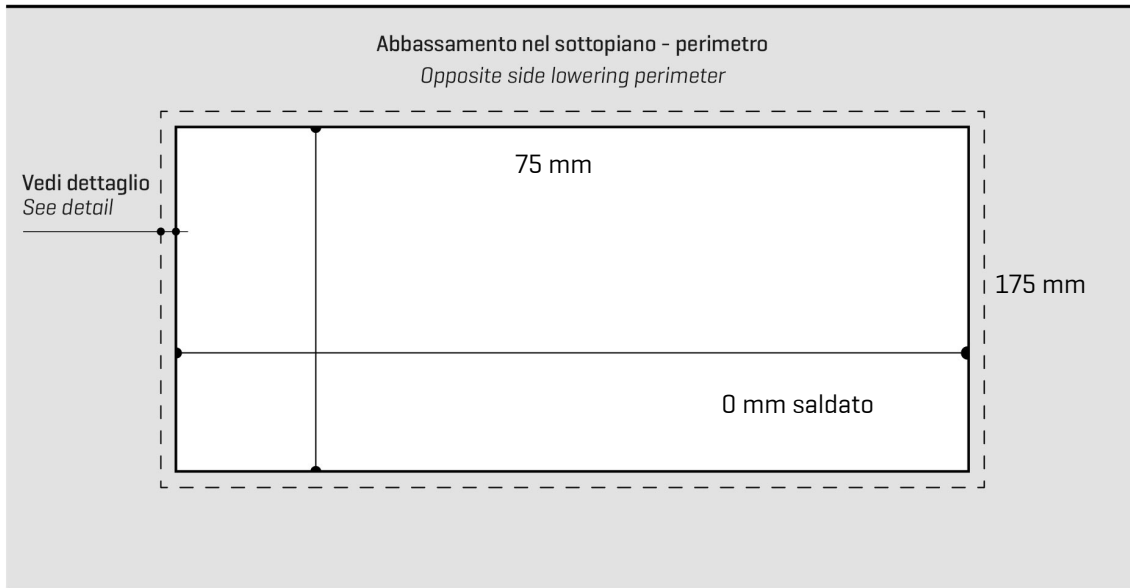 Abbassamento nel sottopiano - perimetro
Opposite side lowering perimeter
75 mm
Vedi dettaglio
See detail
175 mm
0 mm saldato